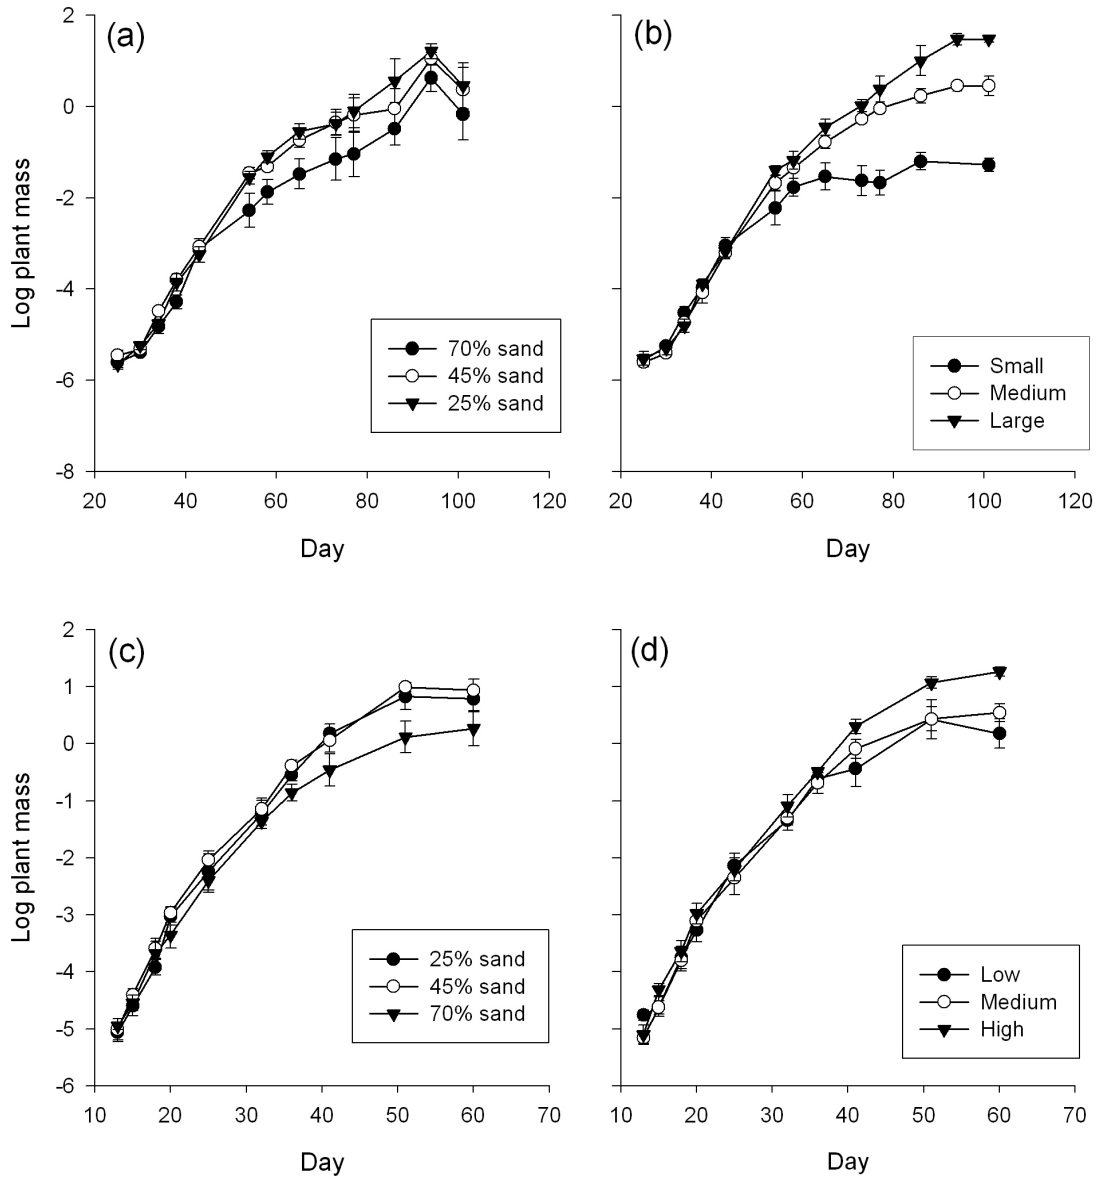 (a)
2
0
-2
-4
-6
-8
Log plant mass
70% sand
45% sand
25% sand
20 40 60 80 100 120
Day
(b)
Small
Medium
Large
20 40 60 80 100 120
Day
(c)
2
1
0
-1
-2
-3
-4
-5
-6
Log plant mass
25% sand
45% sand
70% sand
10 20 30 40 50 60 70
Day
(d)
Low
Medium
High
10 20 30 40 50 60 70
Day